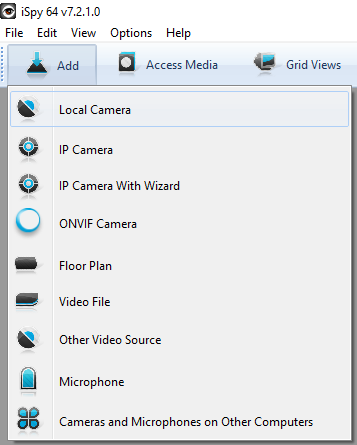 iSpy 64 v7.2.1.0
File Edit View Options Help
Add Access Media Grid Views
Local Camera
IP Camera
IP Camera With Wizard
ONVIF Camera
Floor Plan
Video File
Other Video Source
Microphone
Cameras and Microphones on Other Computers